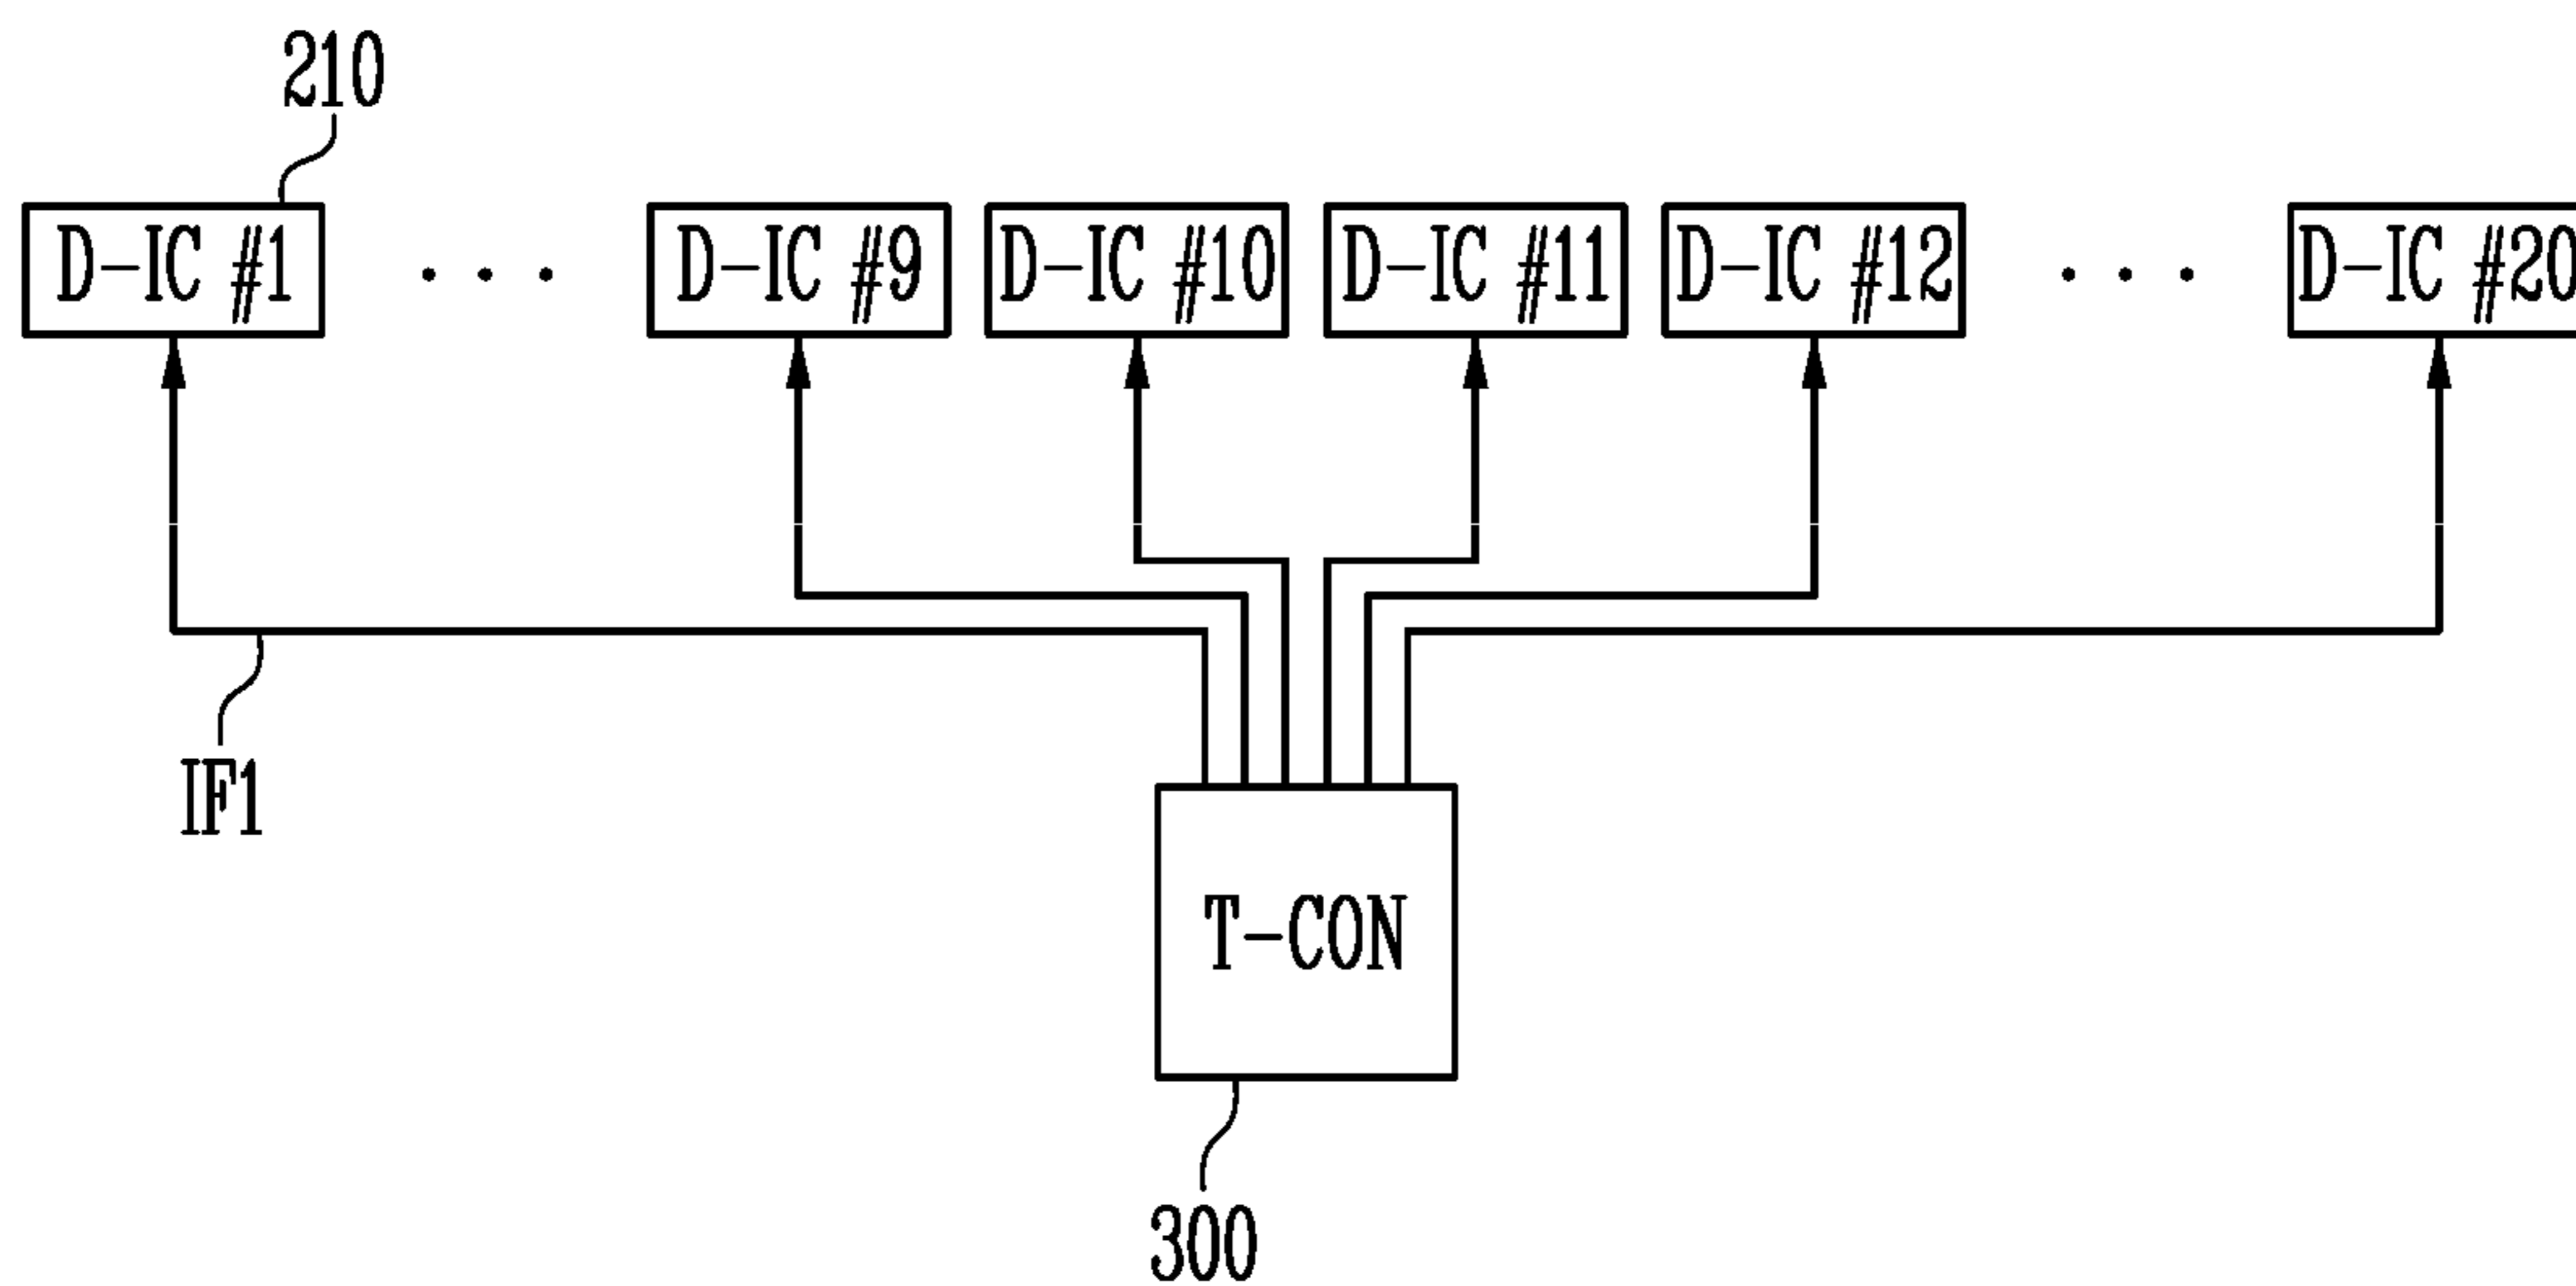 210
D-IC #1 · · · D-IC #9 D-IC #10 D-IC #11 D-IC #12 · · · D-IC #20
IF1
T-CON
300